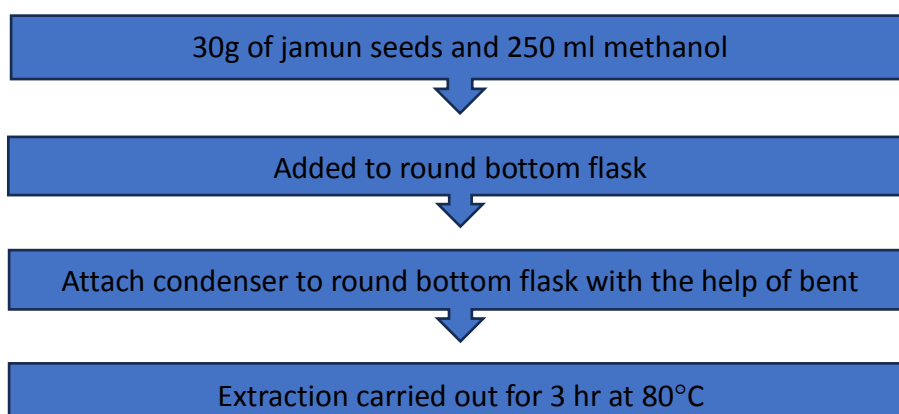 30g of jamun seeds and 250 ml methanol
Added to round bottom flask
Attach condenser to round bottom flask with the help of bent
Extraction carried out for 3 hr at 80°C